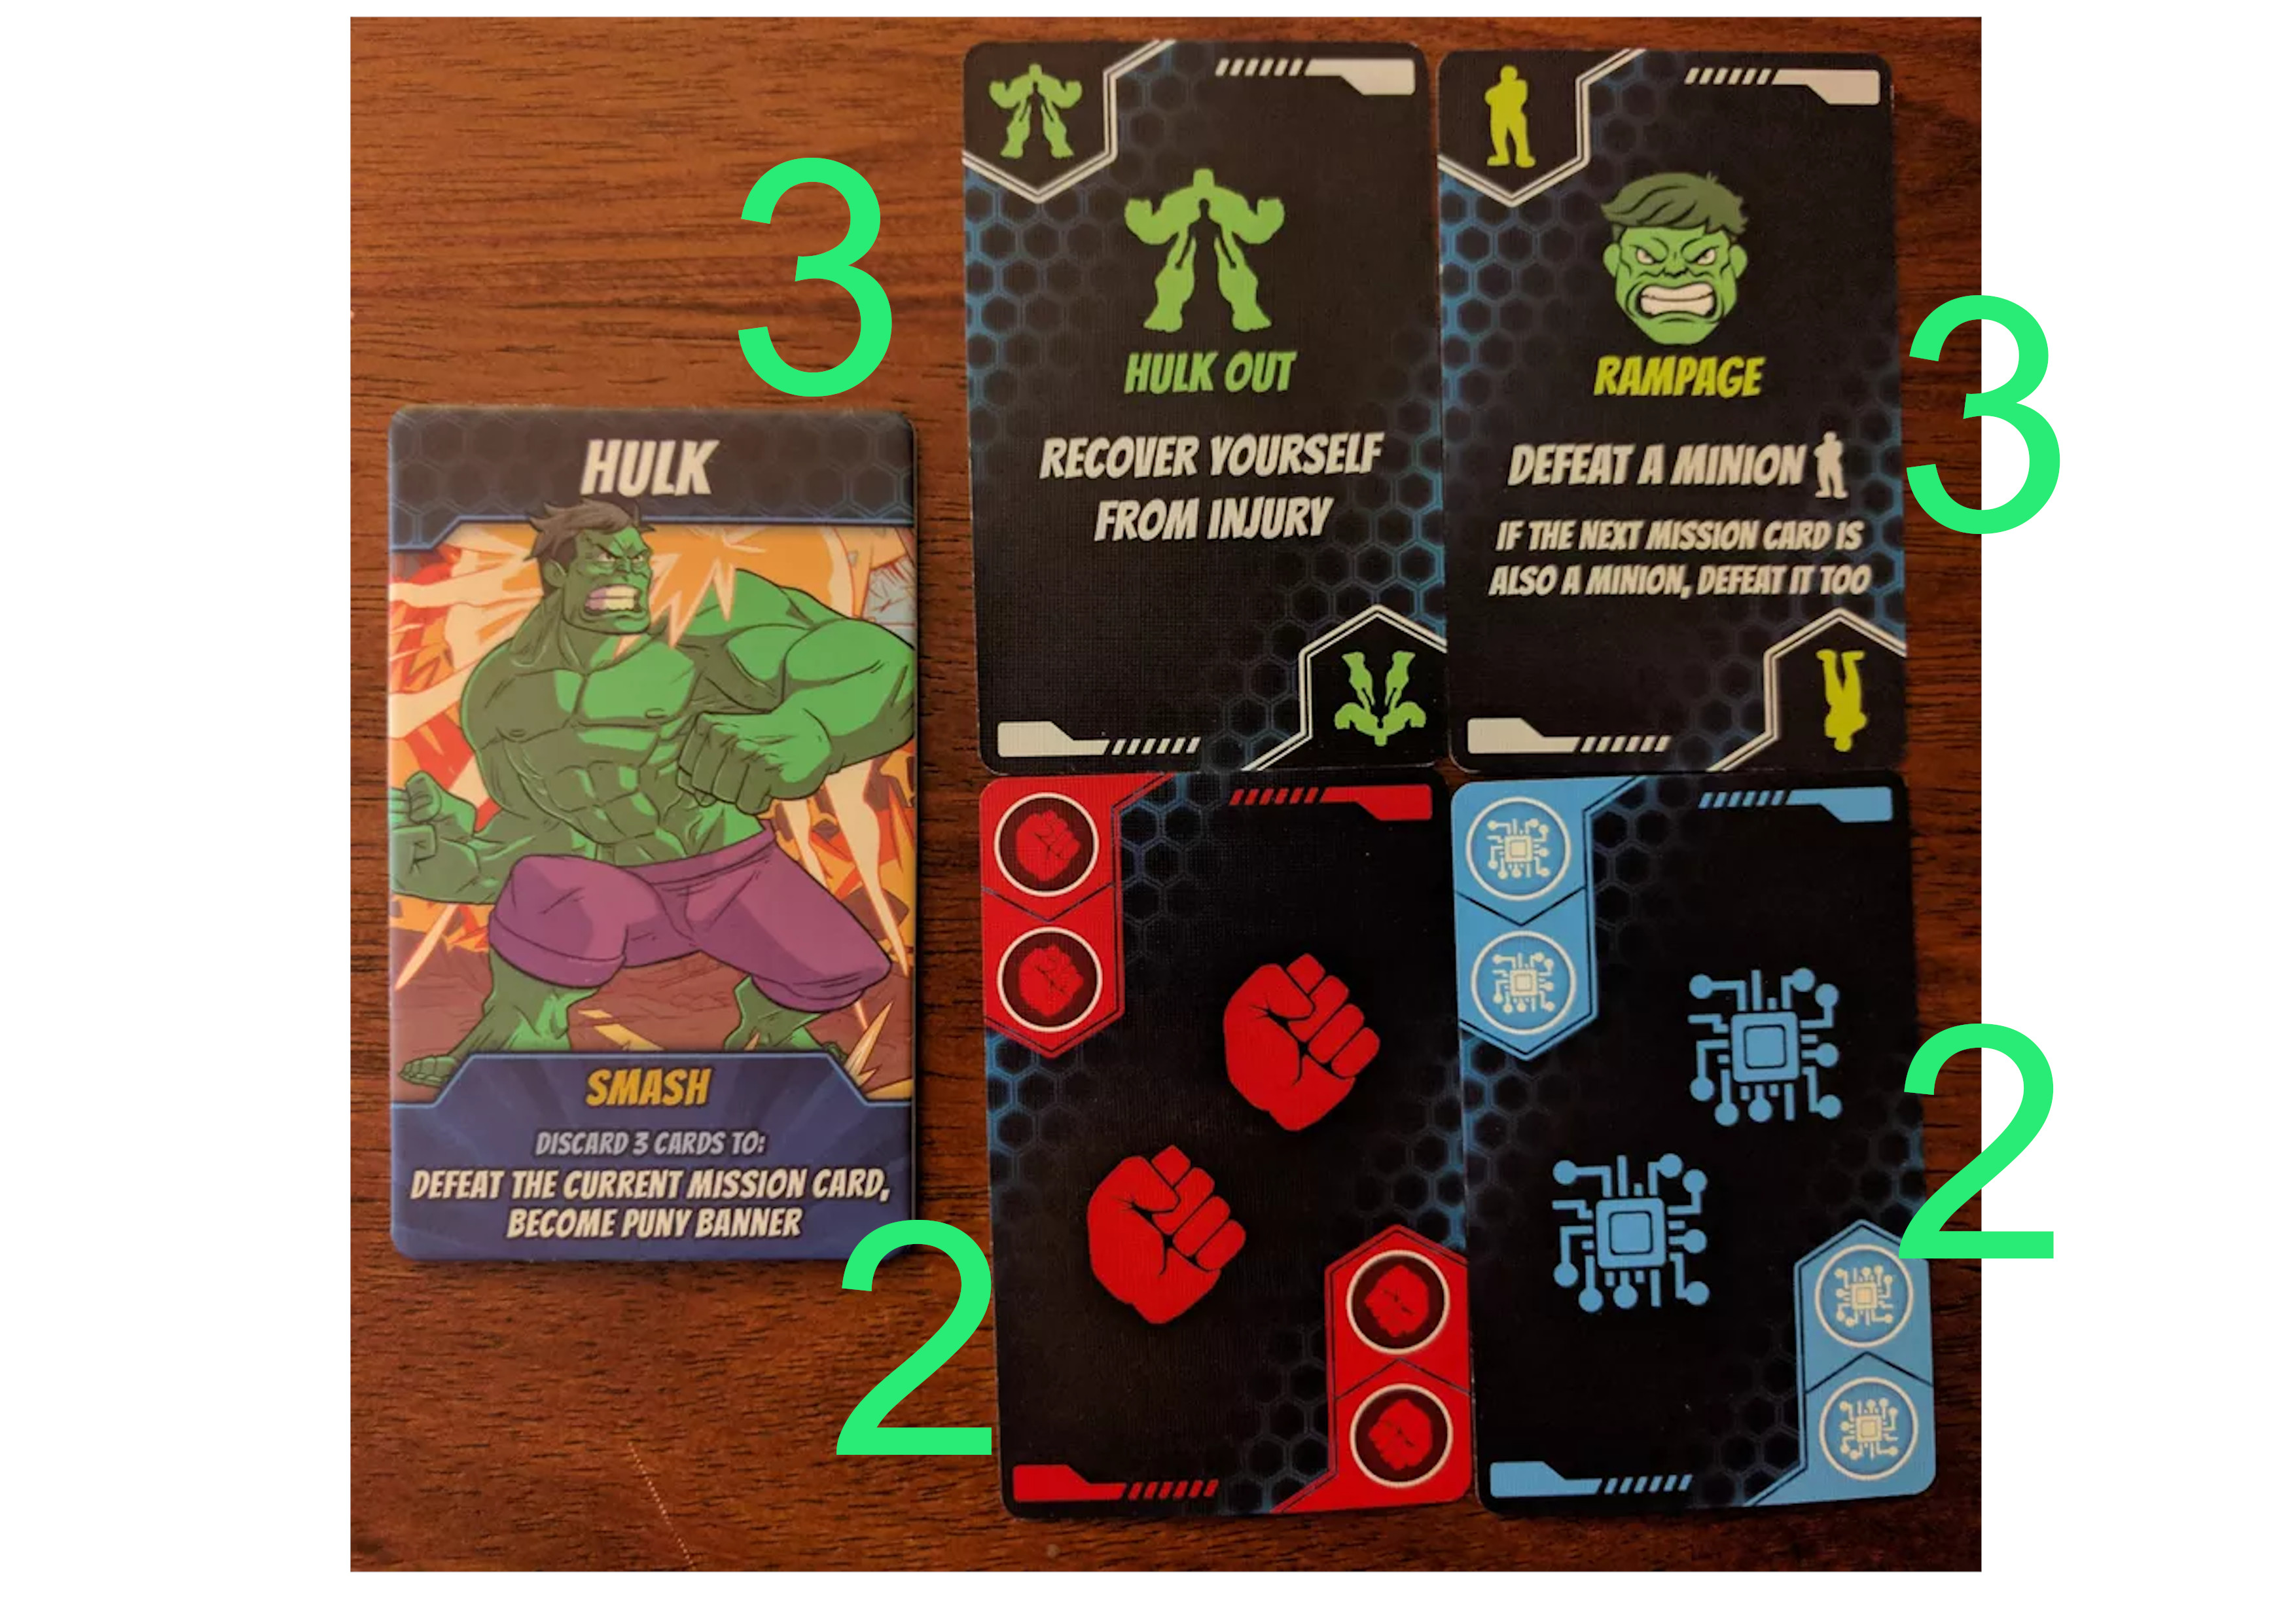 3
HULK OUT
RECOVER YOURSELF
FROM INJURY
RAMPAGE
DEFEAT A MINION
IF THE NEXT MISSION CARD IS
ALSO A MINION, DEFEAT IT TOO
3
HULK
SMASH
DISCARD 3 CARDS TO:
DEFEAT THE CURRENT MISSION CARD,
BECOME PUNY BANNER
2
2